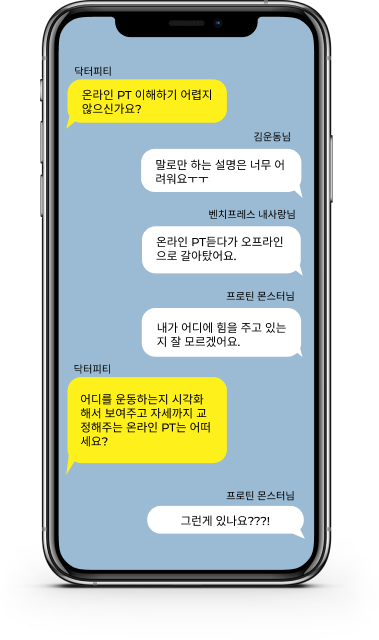 닥터피티
온라인 PT 이해하기 어렵지
않으신가요?
김운동님
말로만 하는 설명은 너무 어
려워요ㅜㅜ
벤치프레스 내사랑님
온라인 PT듣다가 오프라인
으로 갈아탔어요.
프로틴 몬스터님
내가 어디에 힘을 주고 있는
지 잘 모르겠어요.
닥터피티
어디를 운동하는지 시각화
해서 보여주고 자세까지 교
정해주는 온라인 PT는 어떠
세요?
프로틴 몬스터님
그런게 있나요???!